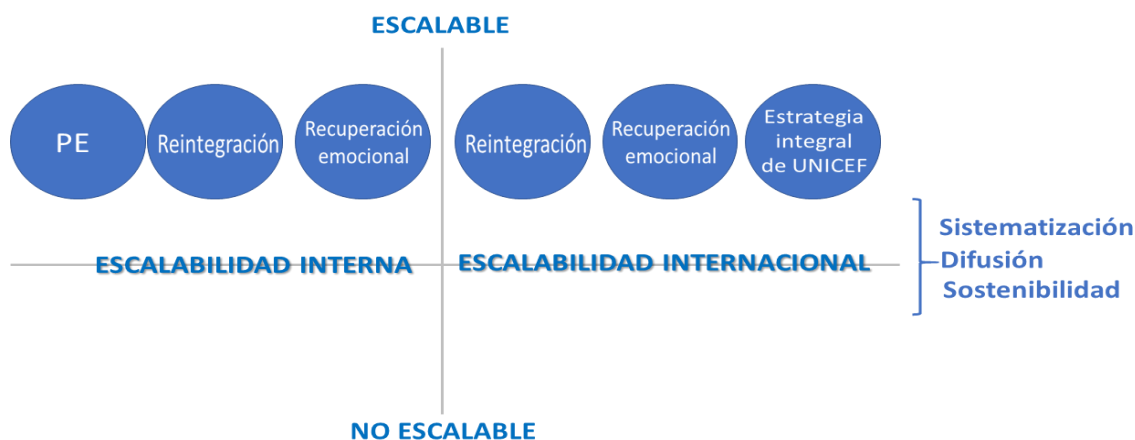 ESCALABLE
PE
Reintegración
Recuperación
emocional
Reintegración
Recuperación
emocional
Estrategia
integral
de UNICEF
ESCALABILIDAD INTERNA
ESCALABILIDAD INTERNACIONAL
Sistematización
Difusión
Sostenibilidad
NO ESCALABLE